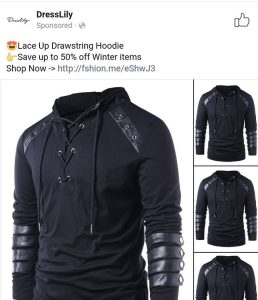 DressLily
DressLily
Sponsored ·
😍Lace Up Drawstring Hoodie
👉Save up to 50% off Winter Items
Shop Now -> http://fshion.me/eShwJ3